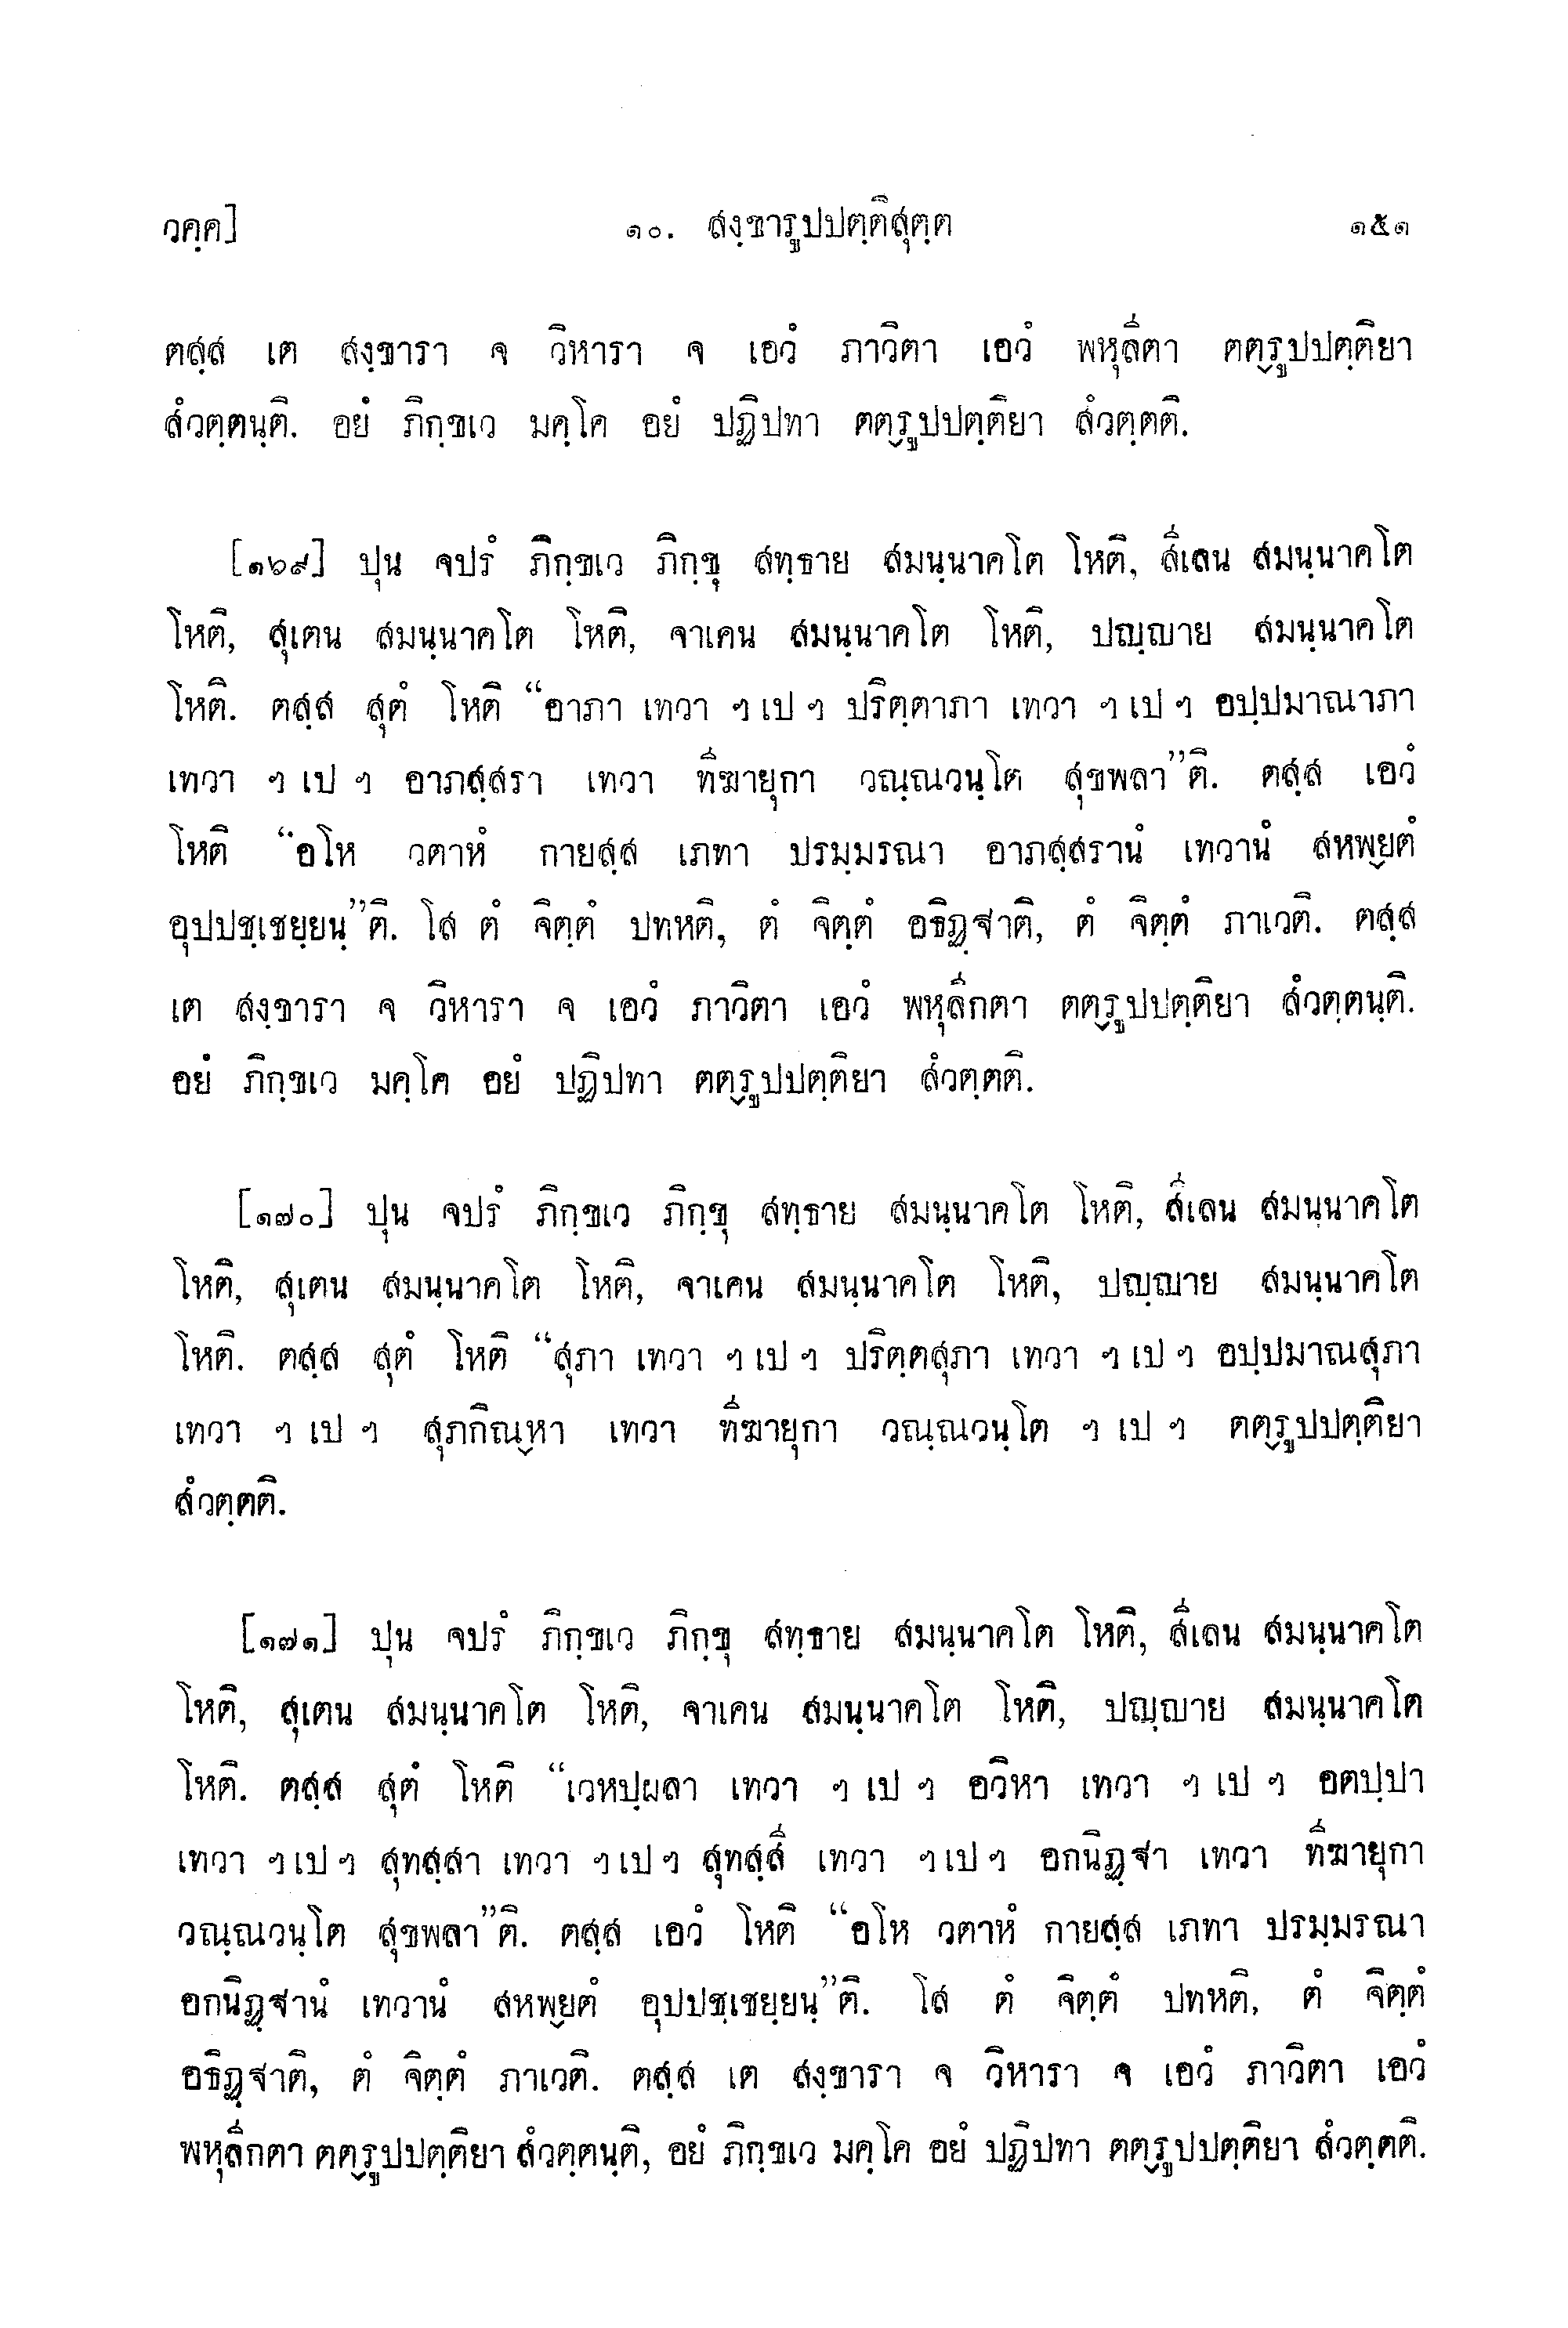 วคฺค] ๑๐. สงฺขารูปปตฺติสุตฺต ๑๕๑
ตสฺส เต สงฺขารา จ วิหารา จ เอวํ ภาวิตา เอวํ พหุลีตา ตตฺรูปปตฺติยา
สํวตฺตนฺติ. อยํ ภิกฺขเว มคฺโค อยํ ปฏิปทา ตตฺรูปปตฺติยา สํวตฺตติ.
[๑๖๙] ปุน จปรํ ภิกฺขเว ภิกฺขุ สทฺธาย สมนฺนาคโต โหติ, สีเลน สมนฺนาคโต
โหติ, สุเตน สมนฺนาคโต โหติ, จาเคน สมนฺนาคโต โหติ, ปญฺญาย สมนฺนาคโต
โหติ. ตสฺส สุตํ โหติ “อาภา เทวา ฯ เป ฯ ปริตฺตาภา เทวา ฯ เป ฯ อปฺปมาณาภา
เทวา ฯ เป ฯ อาภสฺสรา เทวา ทีฆายุกา วณฺณวนฺโต สุขพลา”ติ. ตสฺส เอวํ
โหติ “อโห วตาหํ กายสฺส เภทา ปรมฺมรณา อาภสฺสรานํ เทวานํ สหพฺยตํ
อุปปชฺเชยฺยนฺ”ติ. โส ตํ จิตฺตํ ปทหติ, ตํ จิตฺตํ อธิฏฺฐาติ, ตํ จิตฺตํ ภาเวติ. ตสฺส
เต สงฺขารา จ วิหารา จ เอวํ ภาวิตา เอวํ พหุลีกตา ตตฺรูปปตฺติยา สํวตฺตนฺติ.
อยํ ภิกฺขเว มคฺโค อยํ ปฏิปทา ตตฺรูปปตฺติยา สํวตฺตติ.
[๑๗๐] ปุน จปรํ ภิกฺขเว ภิกฺขุ สทฺธาย สมนฺนาคโต โหติ, สีเลน สมนฺนาคโต
โหติ, สุเตน สมนฺนาคโต โหติ, จาเคน สมนฺนาคโต โหติ, ปญฺญาย สมนฺนาคโต
โหติ. ตสฺส สุตํ โหติ “สุภา เทวา ฯ เป ฯ ปริตฺตสุภา เทวา ฯ เป ฯ อปฺปมาณสุภา
เทวา ฯ เป ฯ สุภกิณฺหา เทวา ทีฆายุกา วณฺณวนฺโต ฯ เป ฯ ตตฺรูปปตฺติยา
สํวตฺตติ.
[๑๗๑] ปุน จปรํ ภิกฺขเว ภิกฺขุ สทฺธาย สมนฺนาคโต โหติ, สีเลน สมนฺนาคโต
โหติ, สุเตน สมนฺนาคโต โหติ, จาเคน สมนฺนาคโต โหติ, ปญฺญาย สมนฺนาคโต
โหติ. ตสฺส สุตํ โหติ “เวหปฺผลา เทวา ฯ เป ฯ อวิหา เทวา ฯ เป ฯ อตปฺปา
เทวา ฯ เป ฯ สุทสฺสา เทวา ฯ เป ฯ สุทสฺสี เทวา ฯ เป ฯ อกนิฏฺฐา เทวา ทีฆายุกา
วณฺณวนฺโต สุขพลา”ติ. ตสฺส เอวํ โหติ “อโห วตาหํ กายสฺส เภทา ปรมฺมรณา
อกนิฏฺฐานํ เทวานํ สหพฺยตํ อุปปชฺเชยฺยนฺ”ติ. โส ตํ จิตฺตํ ปทหติ, ตํ จิตฺตํ
อธิฏฺฐาติ, ตํ จิตฺตํ ภาเวติ. ตสฺส เต สงฺขารา จ วิหารา จ เอวํ ภาวิตา เอวํ
พหุลีกตา ตตฺรูปปตฺติยา สํวตฺตนฺติ, อยํ ภิกฺขเว มคฺโค อยํ ปฏิปทา ตตฺรูปปตฺติยา สํวตฺตติ.